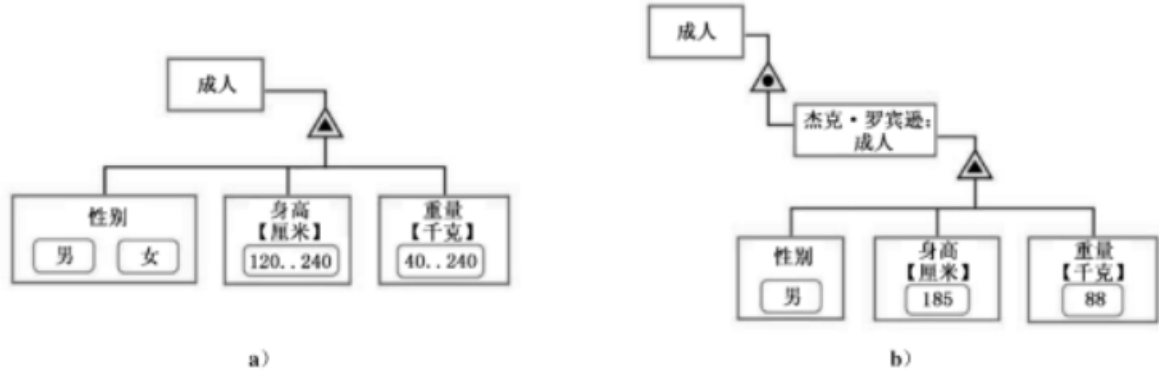 成人
性别
男 女
身高
【厘米】
120..240
重量
【千克】
40..240
a）
成人
杰克·罗宾逊：
成人
性别
男
身高
【厘米】
185
重量
【千克】
88
b）